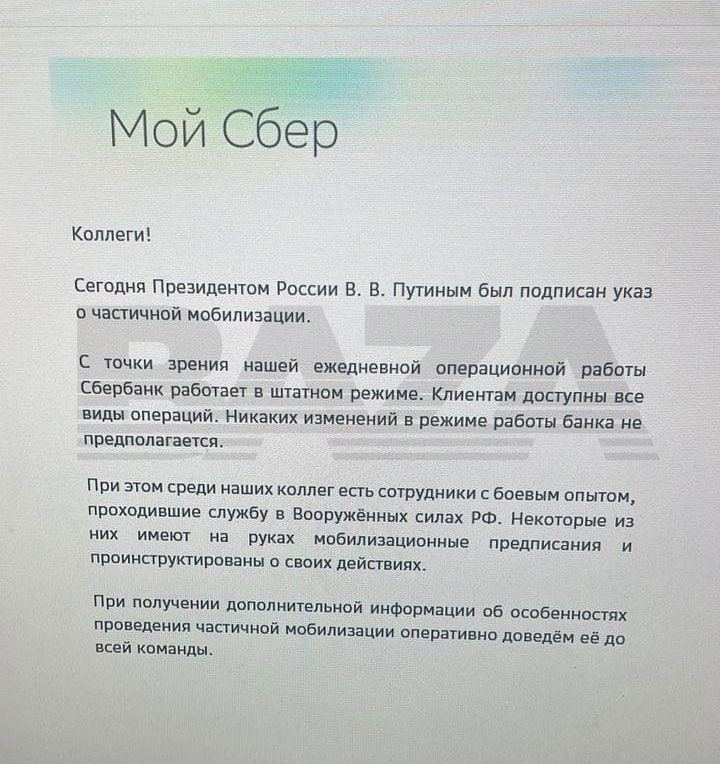 Мой Сбер
Коллеги!
Сегодня Президентом России В. В. Путиным был подписан указ
о частичной мобилизации.
BAZA
С точки зрения нашей ежедневной операционной работы
Сбербанк работает в штатном режиме. Клиентам доступны все
виды операций. Никаких изменений в режиме работы банка не
предполагается.
При этом среди наших коллег есть сотрудники с боевым опытом,
проходившие службу в Вооружённых силах РФ. Некоторые из
них имеют на руках мобилизационные предписания и
проинструктированы о своих действиях.
При получении дополнительной информации об особенностях
проведения частичной мобилизации оперативно доведём её до
всей команды.